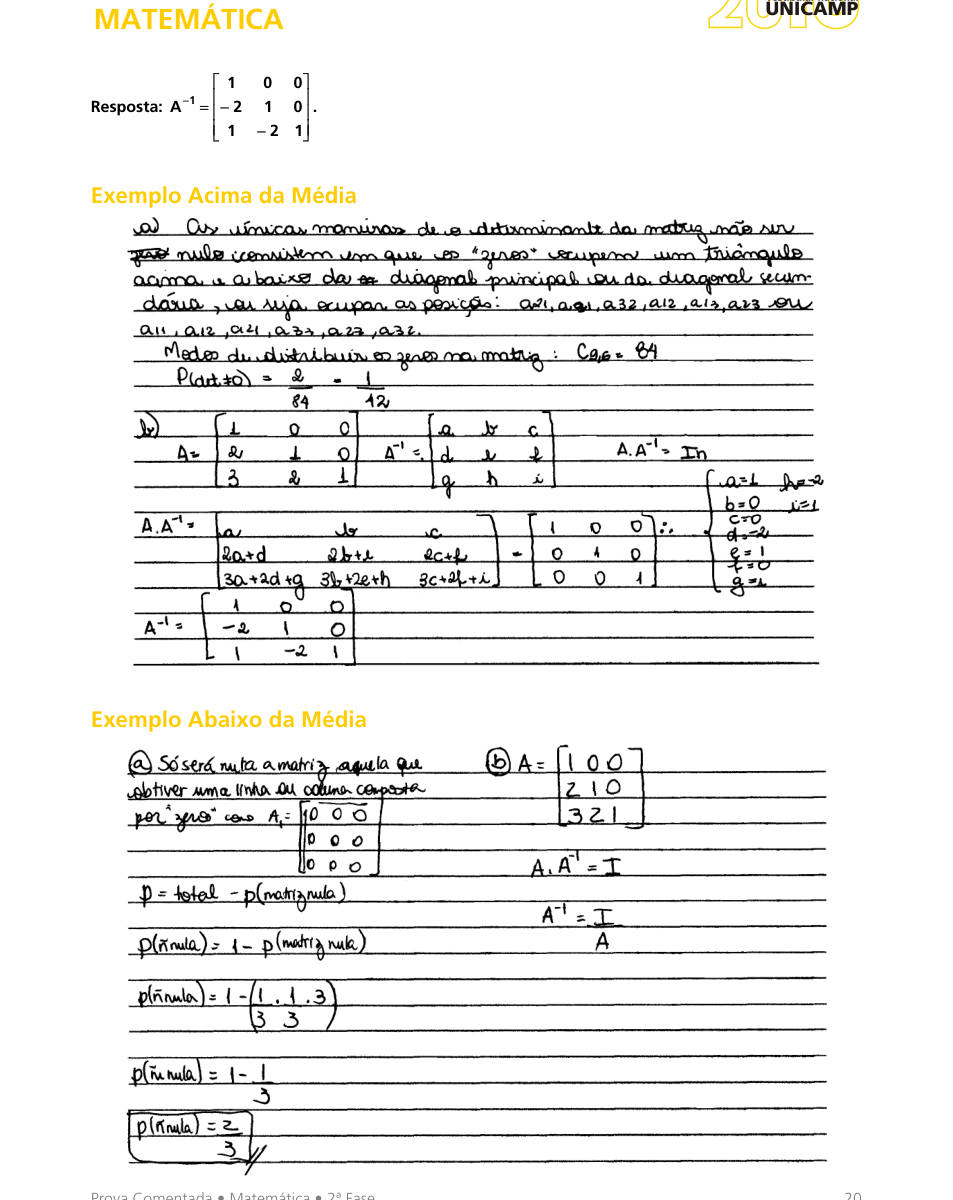 MATEMÁTICA
UNICAMP
Resposta: A⁻¹ = [ 1 0 0
− 2 1 0
1 − 2 1 ] .
Exemplo Acima da Média
a) As únicas maneiras de o determinante da matriz não ser
nulo consistem em que os "zeros" ocupem um triângulo
acima e abaixo da diagonal principal ou da diagonal secun-
dária, ou seja ocupar as posição: a21, a31, a32, a12, a13, a23 ou
a11, a12, a21, a33, a23, a32.
Modos de distribuir os zeros na matriz: C9,6 = 84
P(det ≠ 0) = 2/84 = 1/12
b)
A = [ 1 0 0
2 1 0
3 2 1 ] A⁻¹ = [ a b c
d e f
g h i ] A.A⁻¹ = In
A.A⁻¹ = [ a b c
2a+d 2b+e 2c+f
3a+2d+g 3b+2e+h 3c+2f+i ] = [ 1 0 0
0 1 0
0 0 1 ] ∴ { a=1 h=-2
b=0 i=1
c=0
d=-2
e=1
f=0
g=1
A⁻¹ = [ 1 0 0
-2 1 0
1 -2 1 ]
Exemplo Abaixo da Média
a) Só será nula a matriz aquela que
obtiver uma linha ou coluna composta
por "zero" como A₁ = [ 0 0 0
0 0 0
0 0 0 ]
p = total - p(matriz nula)
p(ñ nula) = 1 - p(matriz nula)
p(ñ nula) = 1 - (1/3 . 1/3 . 3)
p(ñ nula) = 1 - 1/3
p(ñ nula) = 2/3
b) A = [ 1 0 0
2 1 0
3 2 1 ]
A.A⁻¹ = I
A⁻¹ = I/A
Prova Comentada • Matemática • 2ª Fase 20